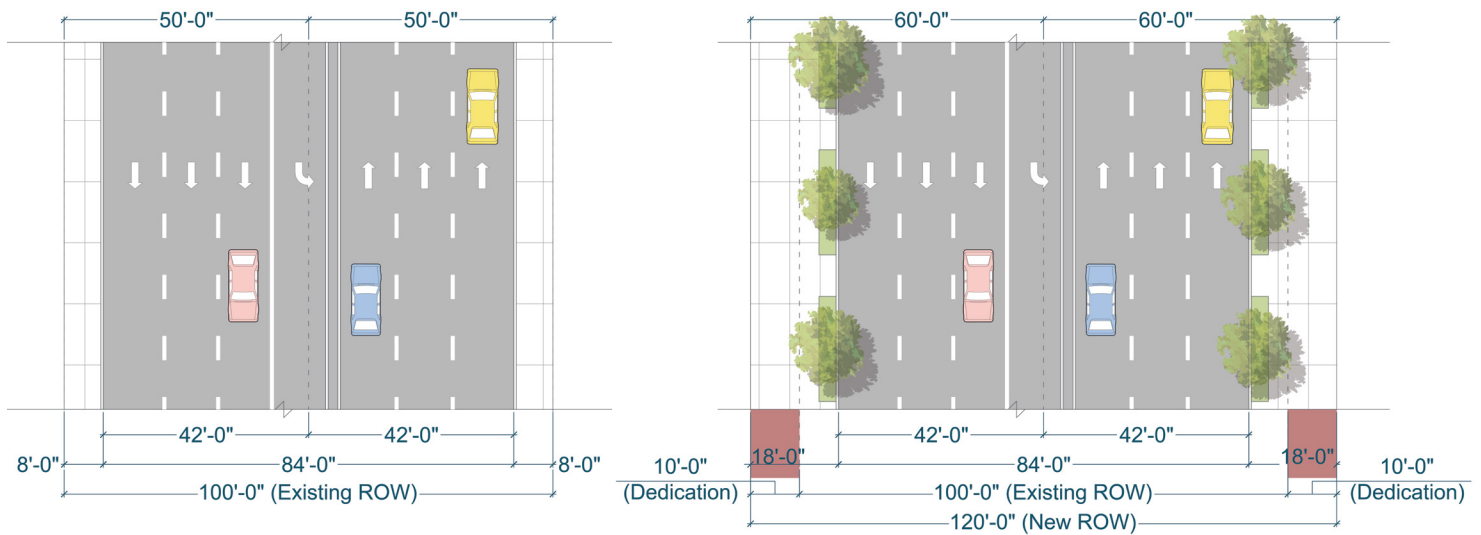 50'-0" 50'-0"
42'-0" 42'-0"
8'-0" 84'-0" 8'-0"
100'-0" (Existing ROW)
60'-0" 60'-0"
42'-0" 42'-0"
18'-0" 84'-0" 18'-0"
10'-0" 10'-0"
(Dedication) 100'-0" (Existing ROW) (Dedication)
120'-0" (New ROW)